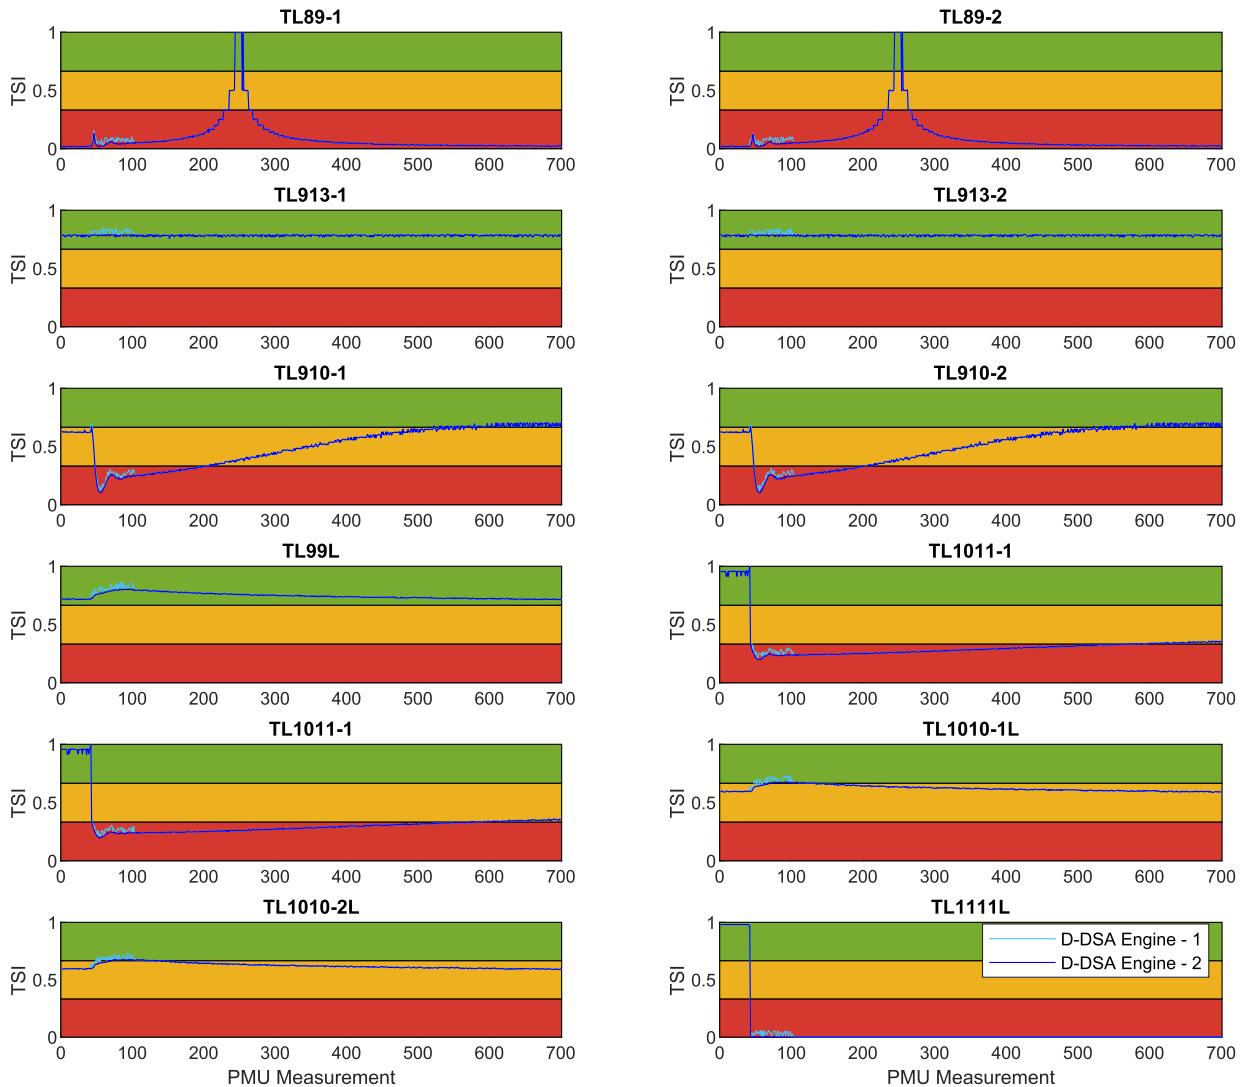 TL89-1
TL89-2
1
0.5
0
TSI
0 100 200 300 400 500 600 700
1
0.5
0
TSI
0 100 200 300 400 500 600 700
TL913-1
TL913-2
1
0.5
0
TSI
0 100 200 300 400 500 600 700
1
0.5
0
TSI
0 100 200 300 400 500 600 700
TL910-1
TL910-2
1
0.5
0
TSI
0 100 200 300 400 500 600 700
1
0.5
0
TSI
0 100 200 300 400 500 600 700
TL99L
TL1011-1
1
0.5
0
TSI
0 100 200 300 400 500 600 700
1
0.5
0
TSI
0 100 200 300 400 500 600 700
TL1011-1
TL1010-1L
1
0.5
0
TSI
0 100 200 300 400 500 600 700
1
0.5
0
TSI
0 100 200 300 400 500 600 700
TL1010-2L
TL1111L
1
0.5
0
TSI
0 100 200 300 400 500 600 700
PMU Measurement
1
0.5
0
TSI
D-DSA Engine - 1
D-DSA Engine - 2
0 100 200 300 400 500 600 700
PMU Measurement